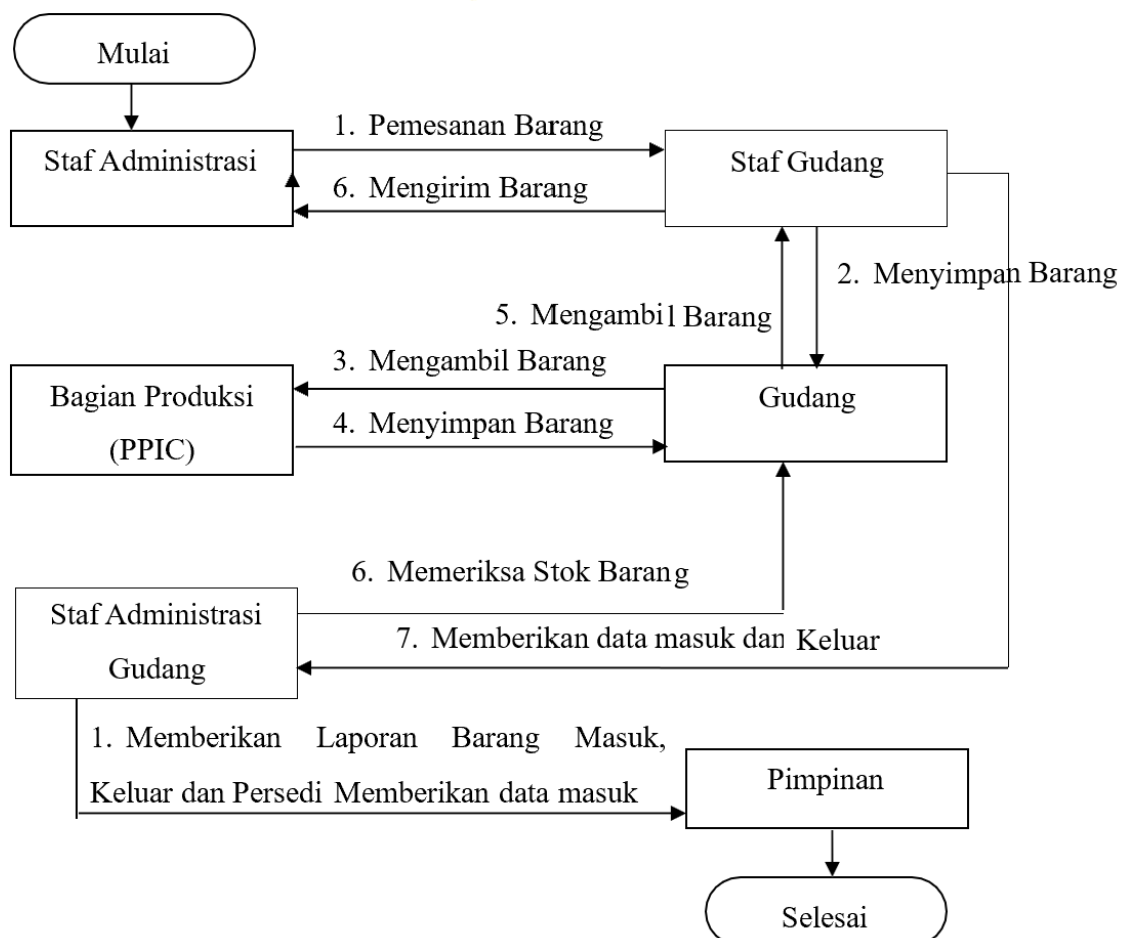 Mulai
Staf Administrasi
1. Pemesanan Barang
Staf Gudang
6. Mengirim Barang
2. Menyimpan Barang
5. Mengambil Barang
3. Mengambil Barang
Bagian Produksi
(PPIC)
Gudang
4. Menyimpan Barang
6. Memeriksa Stok Barang
Staf Administrasi
Gudang
7. Memberikan data masuk dan Keluar
1. Memberikan Laporan Barang Masuk,
Keluar dan Persedi Memberikan data masuk
Pimpinan
Selesai